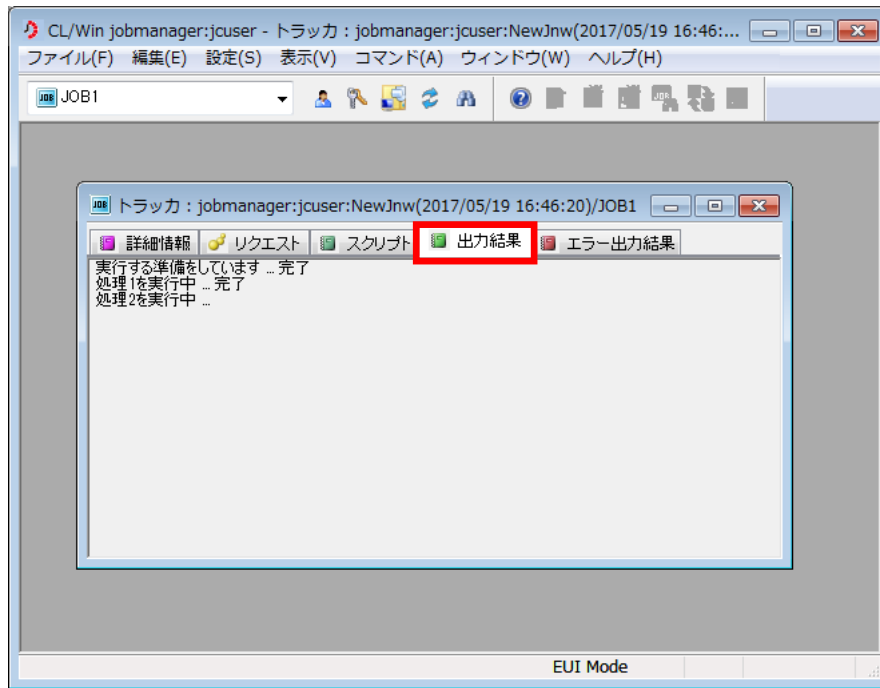 CL/Win jobmanager:jcuser - トラッカ : jobmanager:jcuser:NewJnw(2017/05/19 16:46:...
ファイル(F) 編集(E) 設定(S) 表示(V) コマンド(A) ウィンドウ(W) ヘルプ(H)
JOB JOB1
JOB トラッカ : jobmanager:jcuser:NewJnw(2017/05/19 16:46:20)/JOB1
詳細情報 リクエスト スクリプト 出力結果 エラー出力結果
実行する準備をしています ... 完了
処理1を実行中 ... 完了
処理2を実行中 ...
EUI Mode